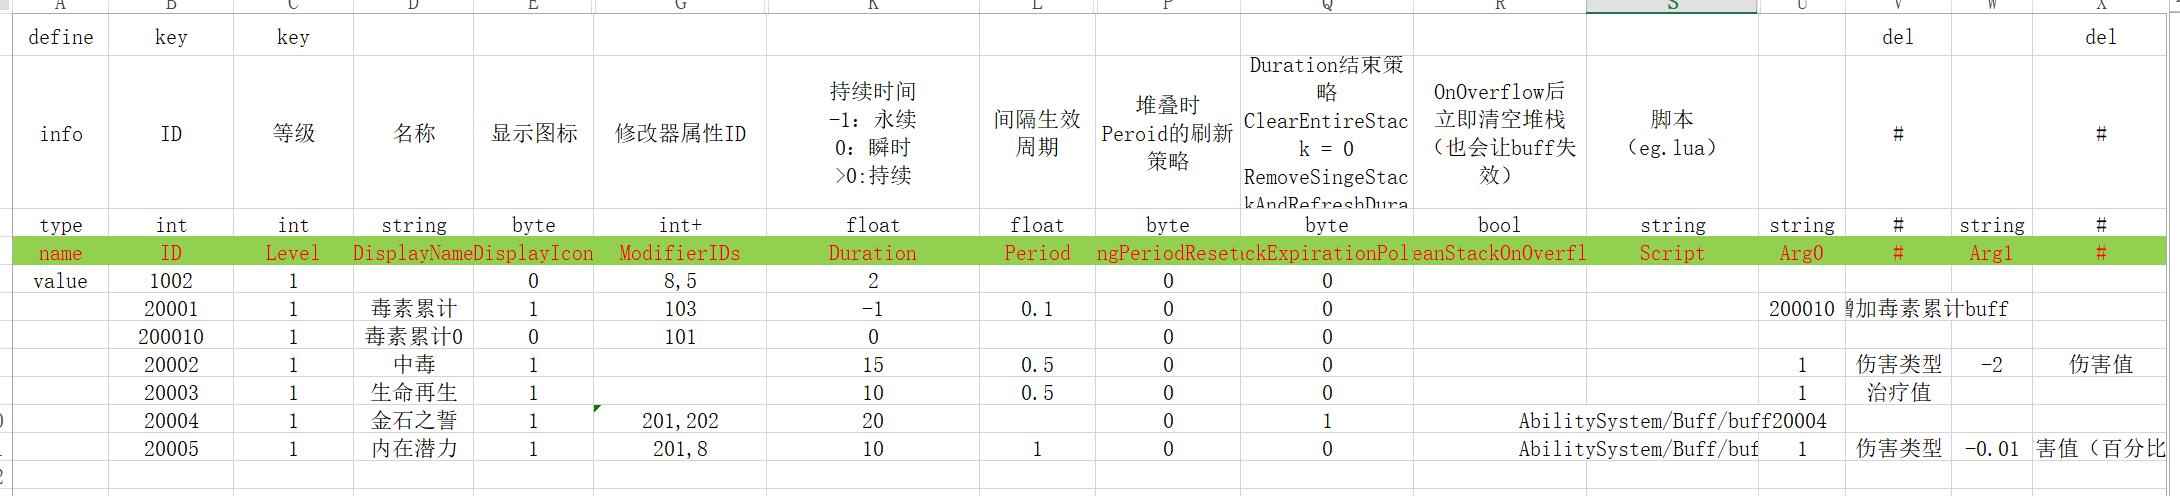 A B C D E G K L P Q R S U V W X
define key key del del
info ID 等级 名称 显示图标 修改器属性ID
持续时间
-1：永续
0：瞬时
>0:持续
间隔生效
周期
堆叠时
Peroid的刷新
策略
Duration结束策
略
ClearEntireStac
k = 0
RemoveSingeStac
kAndRefreshDura
OnOverflow后
立即清空堆栈
（也会让buff失
效）
脚本
（eg.lua）
# #
type int int string byte int+ float float byte byte bool string string # string #
name ID Level DisplayName DisplayIcon ModifierIDs Duration Period ngPeriodReset ckExpirationPol eanStackOnOverfl Script Arg0 # Arg1 #
value 1002 1 0 8,5 2 0 0
20001 1 毒素累计 1 103 -1 0.1 0 0 200010 增加毒素累计buff
200010 1 毒素累计0 0 101 0 0 0
20002 1 中毒 1 15 0.5 0 0 1 伤害类型 -2 伤害值
20003 1 生命再生 1 10 0.5 0 0 1 治疗值
20004 1 金石之誓 1 201,202 20 0 1 AbilitySystem/Buff/buff20004
20005 1 内在潜力 1 201,8 10 1 0 0 AbilitySystem/Buff/buf 1 伤害类型 -0.01 害值（百分比